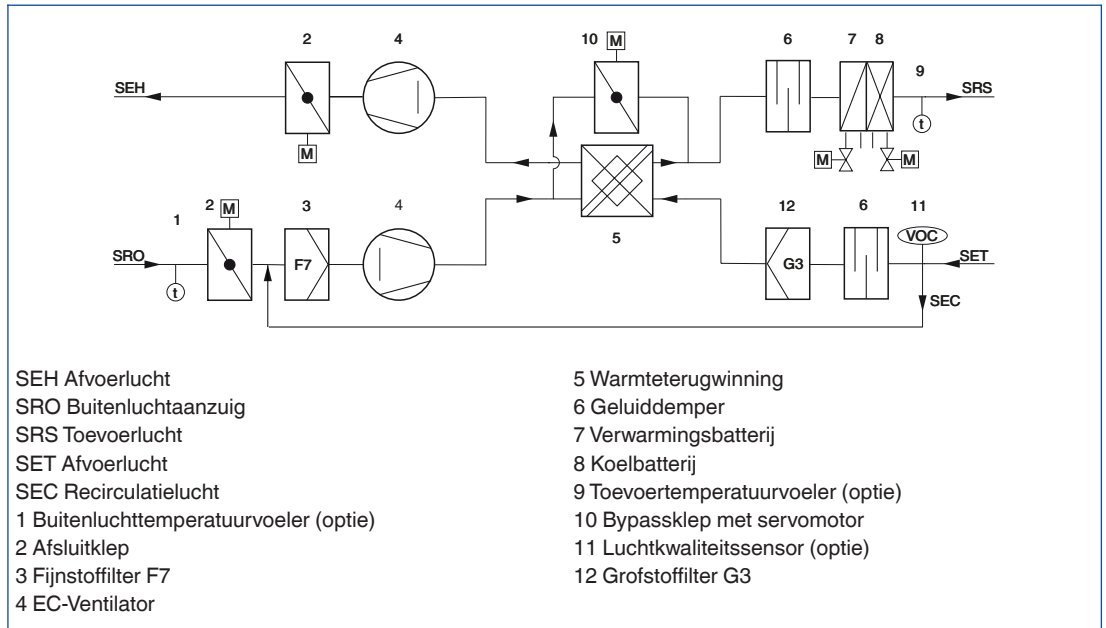 2 4 10 M 6 7 8 9
SEH SRS
t
M M M
1 2 M 3 4 5 12 6 11
SRO F7 G3 VOC SET
t
SEC
SEH Afvoerlucht
SRO Buitenluchtaanzuig
SRS Toevoerlucht
SET Afvoerlucht
SEC Recirculatielucht
1 Buitenluchttemperatuurvoeler (optie)
2 Afsluitklep
3 Fijnstoffilter F7
4 EC-Ventilator
5 Warmteterugwinning
6 Geluiddemper
7 Verwarmingsbatterij
8 Koelbatterij
9 Toevoertemperatuurvoeler (optie)
10 Bypassklep met servomotor
11 Luchtkwaliteitssensor (optie)
12 Grofstoffilter G3